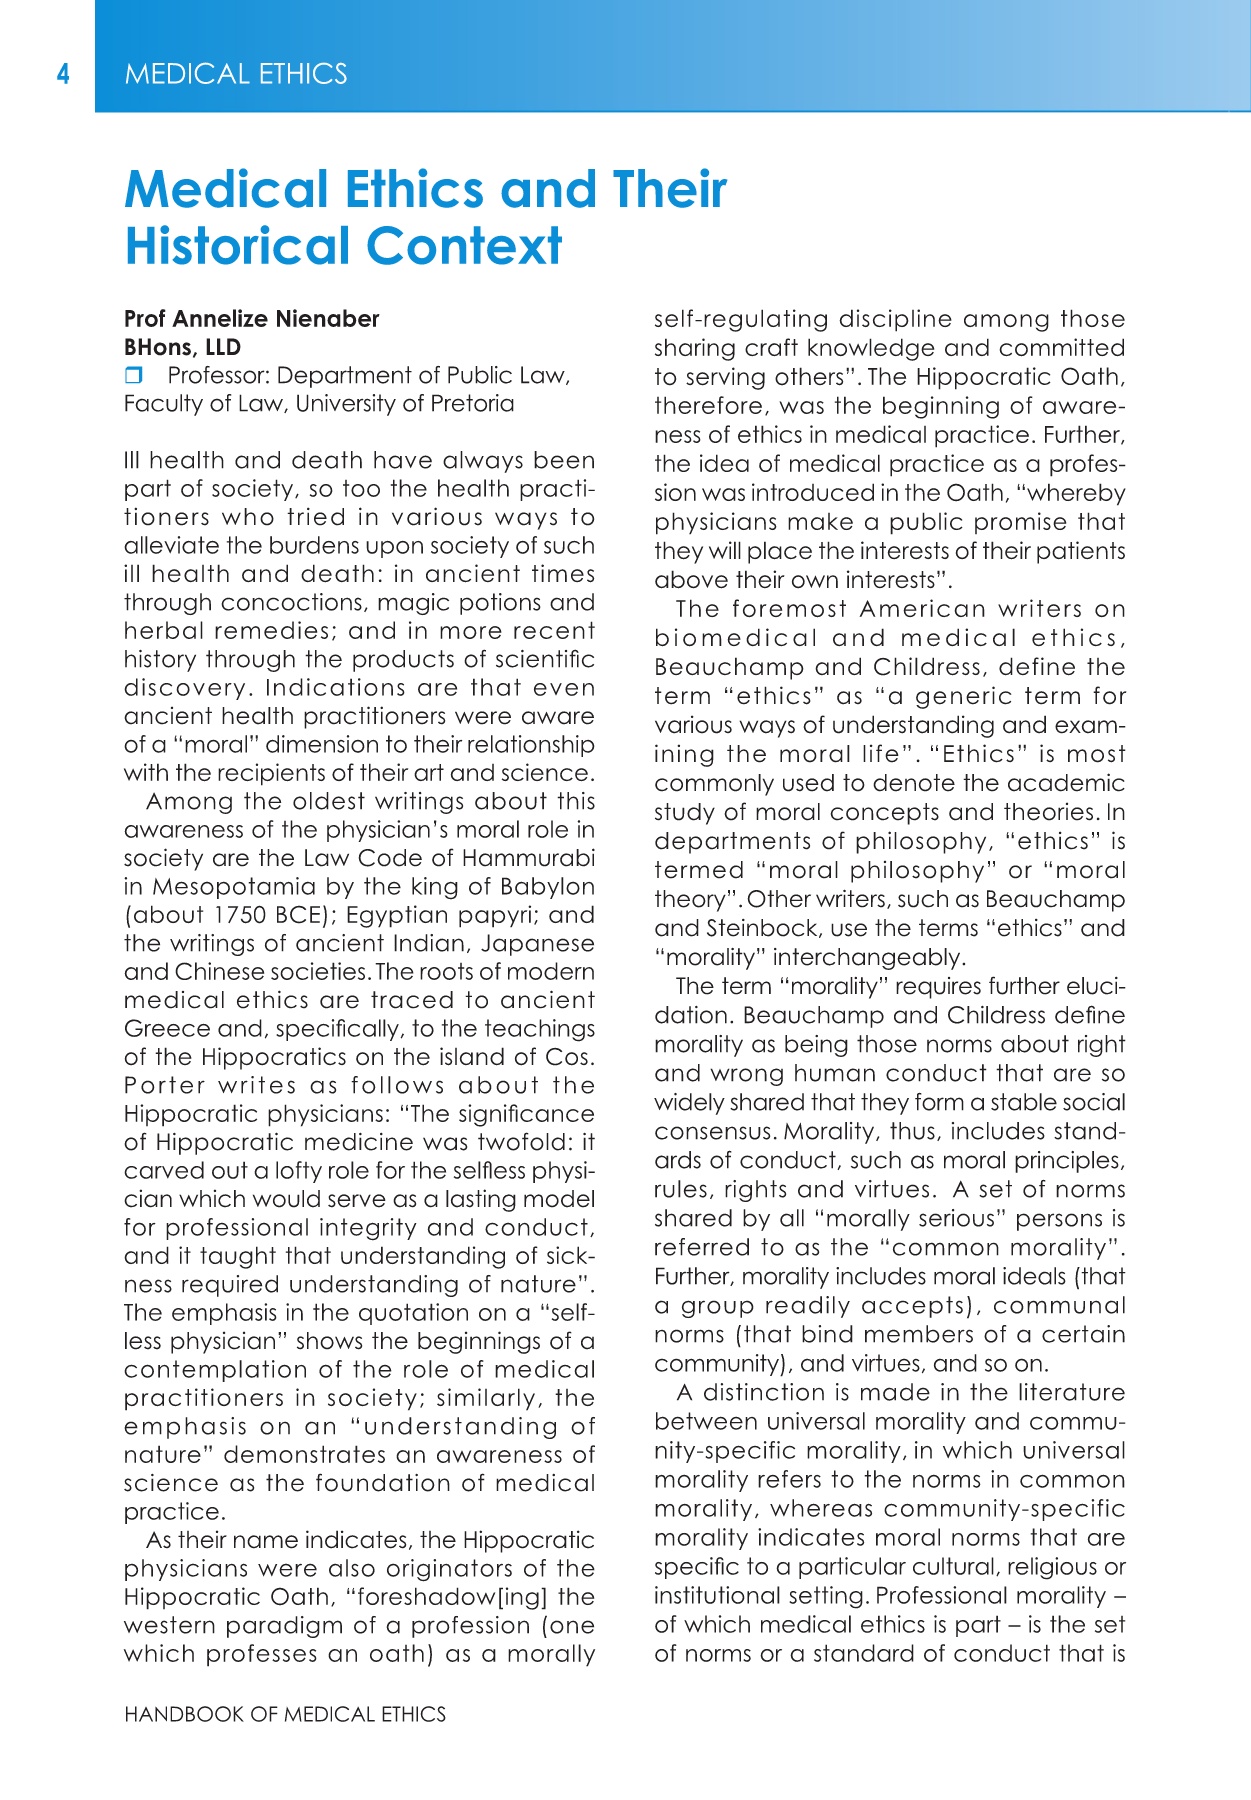 4
MEDICAL ETHICS
Medical Ethics and Their
Historical Context
Prof Annelize Nienaber
BHons, LLD
❒ Professor: Department of Public Law,
Faculty of Law, University of Pretoria
Ill health and death have always been
part of society, so too the health practi-
tioners who tried in various ways to
alleviate the burdens upon society of such
ill health and death: in ancient times
through concoctions, magic potions and
herbal remedies; and in more recent
history through the products of scientific
discovery. Indications are that even
ancient health practitioners were aware
of a “moral” dimension to their relationship
with the recipients of their art and science.
Among the oldest writings about this
awareness of the physician’s moral role in
society are the Law Code of Hammurabi
in Mesopotamia by the king of Babylon
(about 1750 BCE); Egyptian papyri; and
the writings of ancient Indian, Japanese
and Chinese societies. The roots of modern
medical ethics are traced to ancient
Greece and, specifically, to the teachings
of the Hippocratics on the island of Cos.
Porter writes as follows about the
Hippocratic physicians: “The significance
of Hippocratic medicine was twofold: it
carved out a lofty role for the selfless physi-
cian which would serve as a lasting model
for professional integrity and conduct,
and it taught that understanding of sick-
ness required understanding of nature”.
The emphasis in the quotation on a “self-
less physician” shows the beginnings of a
contemplation of the role of medical
practitioners in society; similarly, the
emphasis on an “understanding of
nature” demonstrates an awareness of
science as the foundation of medical
practice.
As their name indicates, the Hippocratic
physicians were also originators of the
Hippocratic Oath, “foreshadow[ing] the
western paradigm of a profession (one
which professes an oath) as a morally
self-regulating discipline among those
sharing craft knowledge and committed
to serving others”. The Hippocratic Oath,
therefore, was the beginning of aware-
ness of ethics in medical practice. Further,
the idea of medical practice as a profes-
sion was introduced in the Oath, “whereby
physicians make a public promise that
they will place the interests of their patients
above their own interests”.
The foremost American writers on
biomedical and medical ethics,
Beauchamp and Childress, define the
term “ethics” as “a generic term for
various ways of understanding and exam-
ining the moral life”. “Ethics” is most
commonly used to denote the academic
study of moral concepts and theories. In
departments of philosophy, “ethics” is
termed “moral philosophy” or “moral
theory”. Other writers, such as Beauchamp
and Steinbock, use the terms “ethics” and
“morality” interchangeably.
The term “morality” requires further eluci-
dation. Beauchamp and Childress define
morality as being those norms about right
and wrong human conduct that are so
widely shared that they form a stable social
consensus. Morality, thus, includes stand-
ards of conduct, such as moral principles,
rules, rights and virtues. A set of norms
shared by all “morally serious” persons is
referred to as the “common morality”.
Further, morality includes moral ideals (that
a group readily accepts), communal
norms (that bind members of a certain
community), and virtues, and so on.
A distinction is made in the literature
between universal morality and commu-
nity-specific morality, in which universal
morality refers to the norms in common
morality, whereas community-specific
morality indicates moral norms that are
specific to a particular cultural, religious or
institutional setting. Professional morality –
of which medical ethics is part – is the set
of norms or a standard of conduct that is
HANDBOOK OF MEDICAL ETHICS